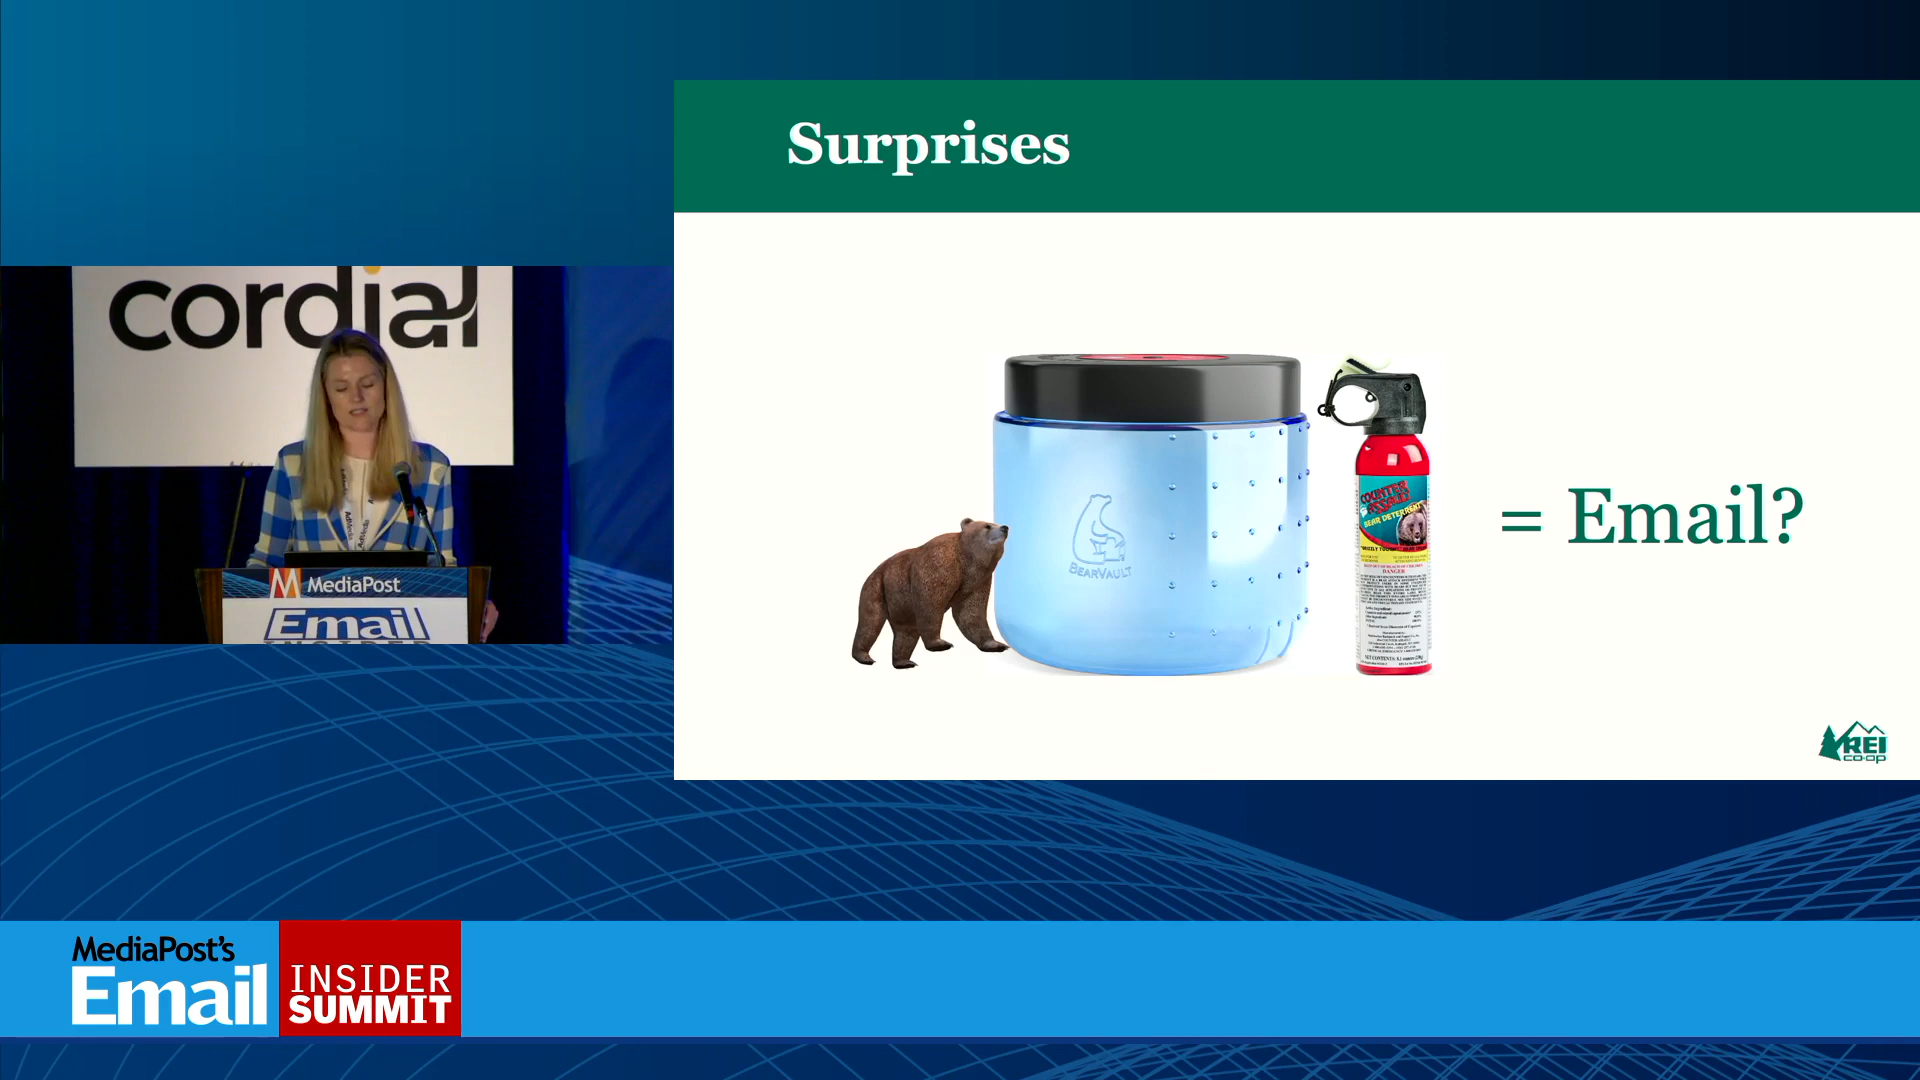 Surprises
cordial
MediaPost
Email
BEARVAULT
COUNTER
ASSAULT
BEAR DETERRENT
DANGER
= Email?
REI
co-op
MediaPost's
Email
INSIDER
SUMMIT